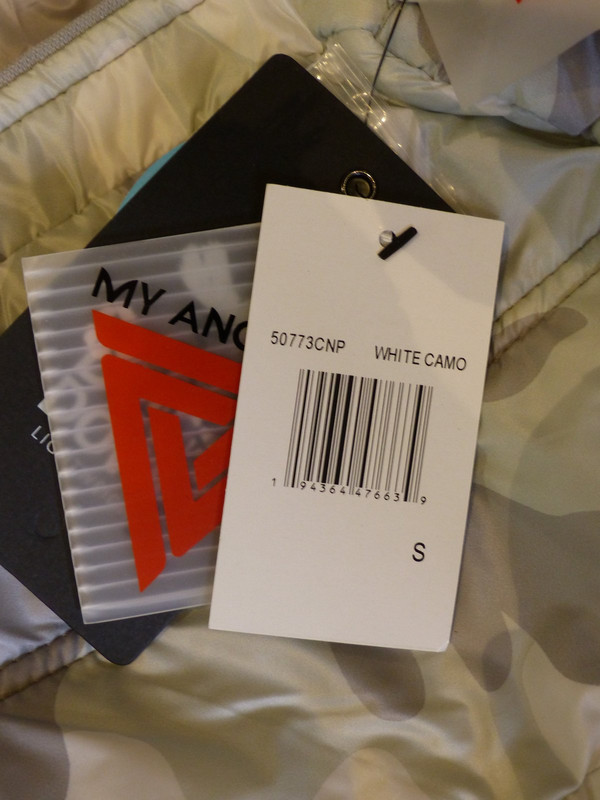 MY ANG
50773CNP WHITE CAMO
1 94364 47663 9
S